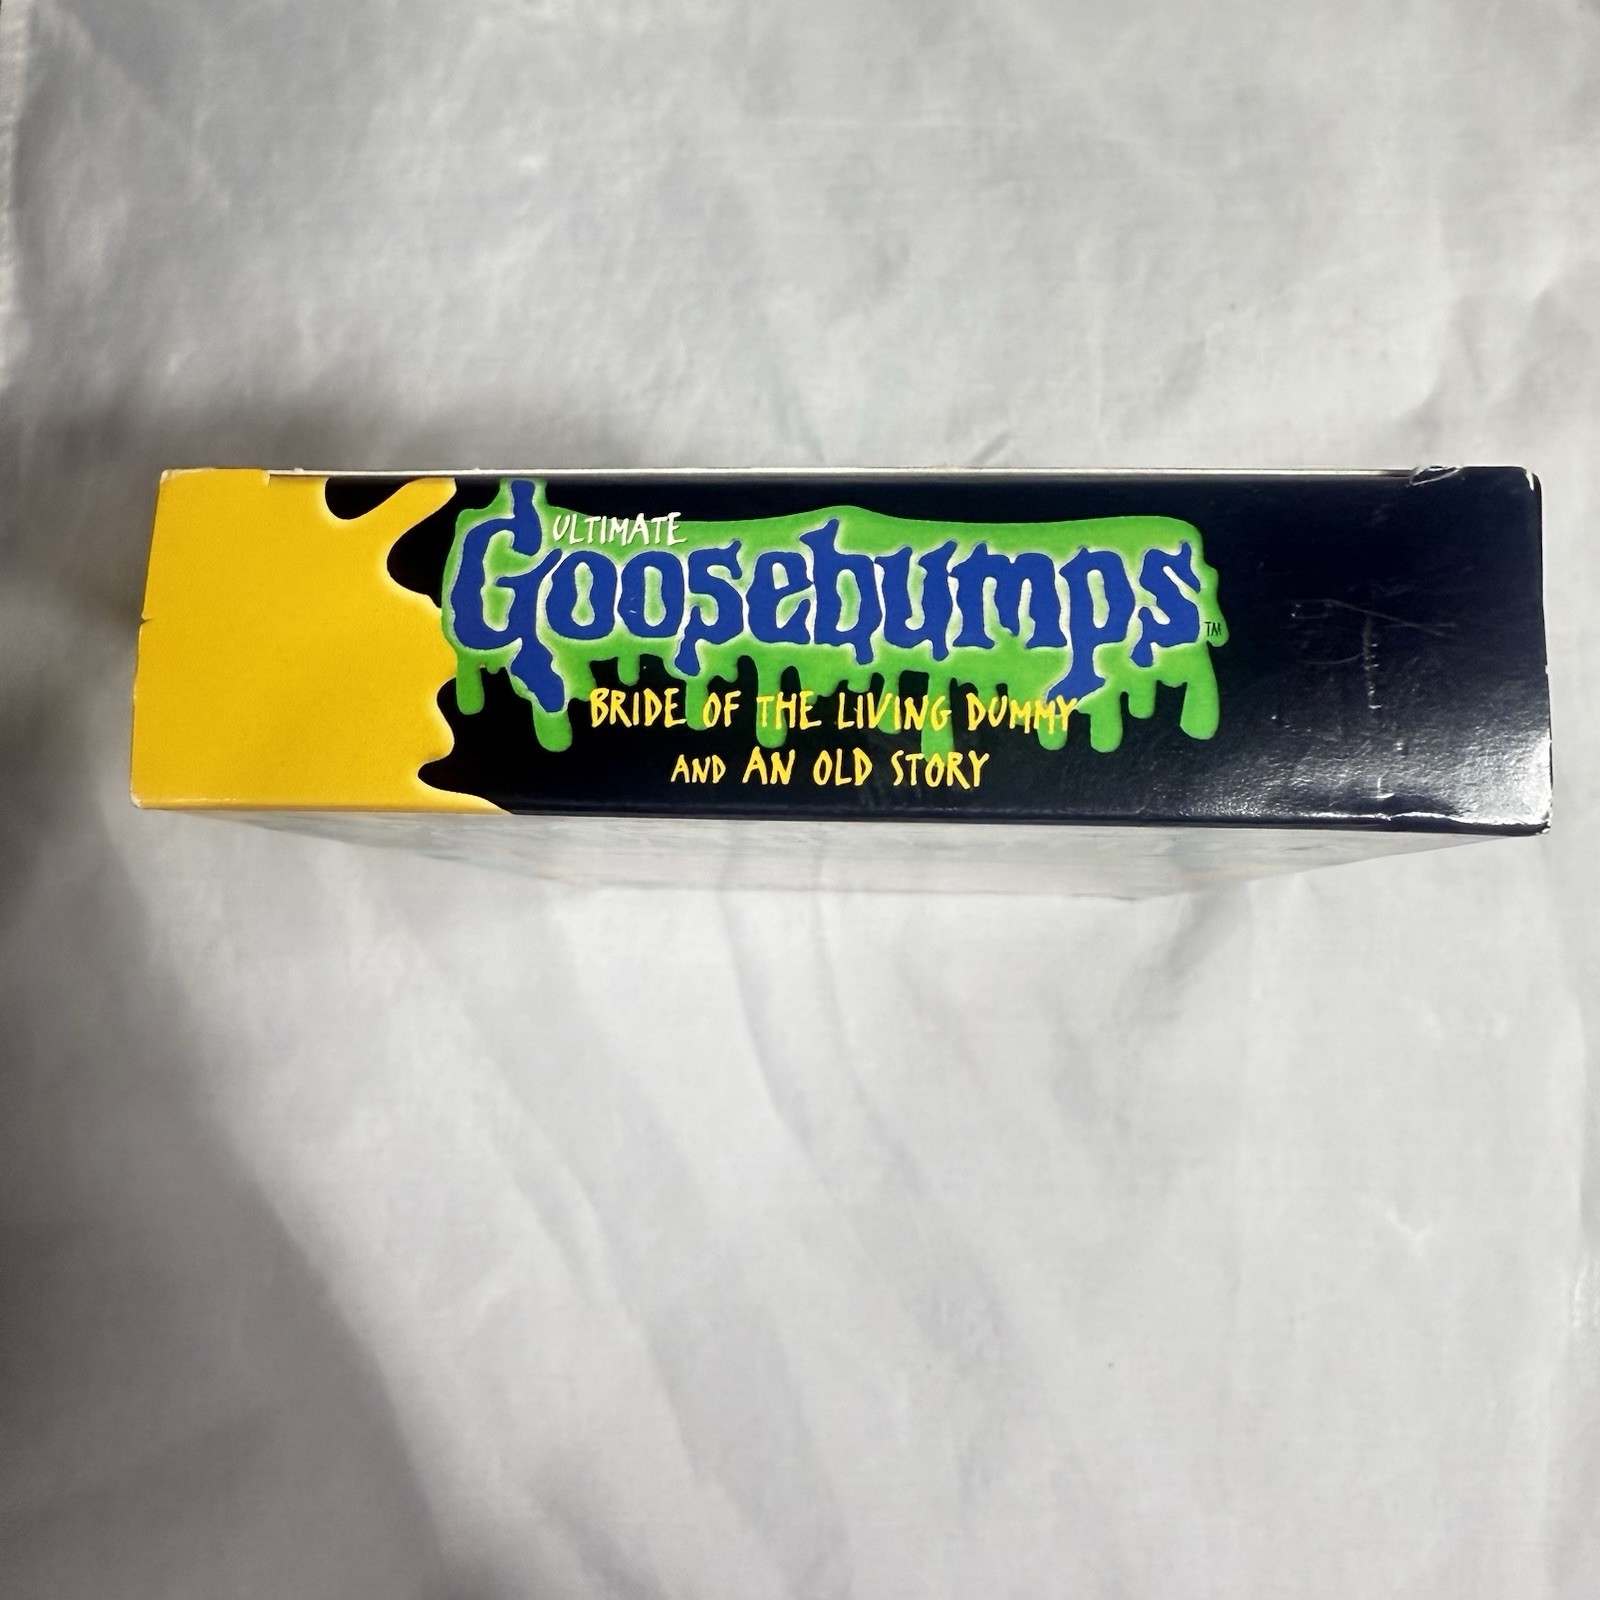 ULTIMATE
Goosebumps™
BRIDE OF THE LIVING DUMMY
AND AN OLD STORY